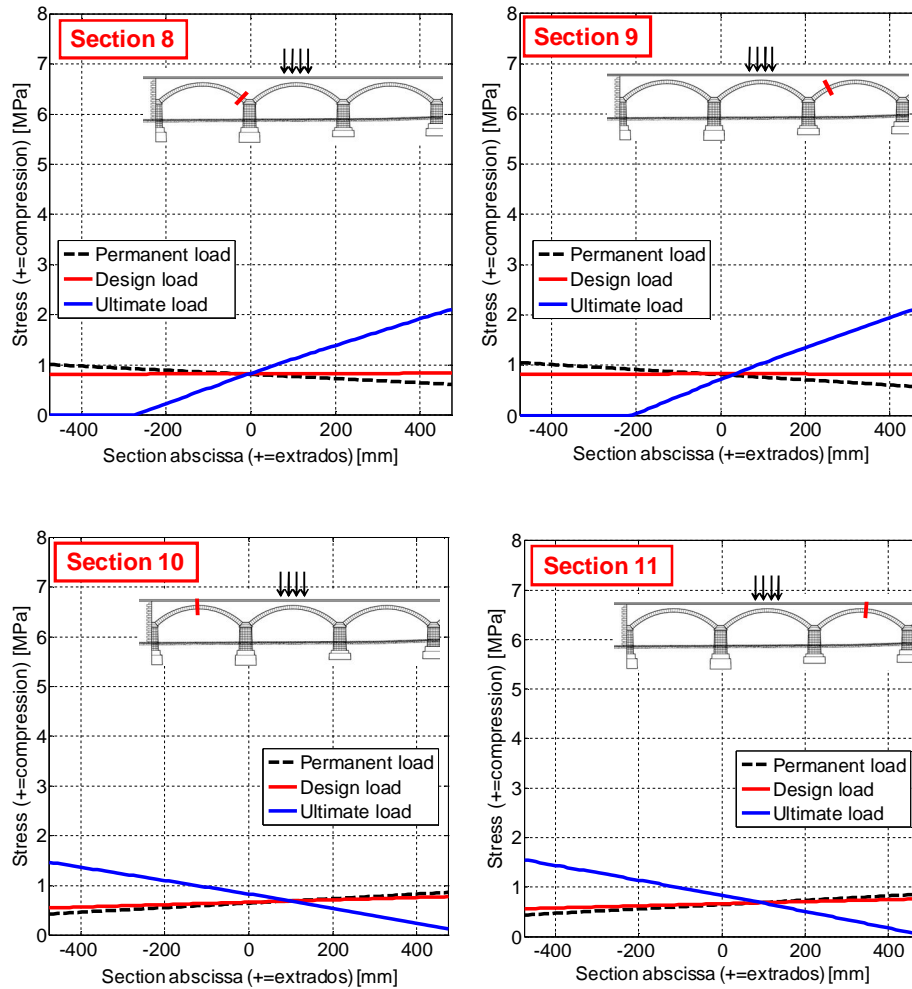 Section 8
8
7
6
5
4
3
2
1
0
Stress (+=compression) [MPa]
Permanent load
Design load
Ultimate load
-400 -200 0 200 400
Section abscissa (+=extrados) [mm]
Section 9
8
7
6
5
4
3
2
1
0
Stress (+=compression) [MPa]
Permanent load
Design load
Ultimate load
-400 -200 0 200 400
Section abscissa (+=extrados) [mm]
Section 10
8
7
6
5
4
3
2
1
0
Stress (+=compression) [MPa]
Permanent load
Design load
Ultimate load
-400 -200 0 200 400
Section abscissa (+=extrados) [mm]
Section 11
8
7
6
5
4
3
2
1
0
Stress (+=compression) [MPa]
Permanent load
Design load
Ultimate load
-400 -200 0 200 400
Section abscissa (+=extrados) [mm]